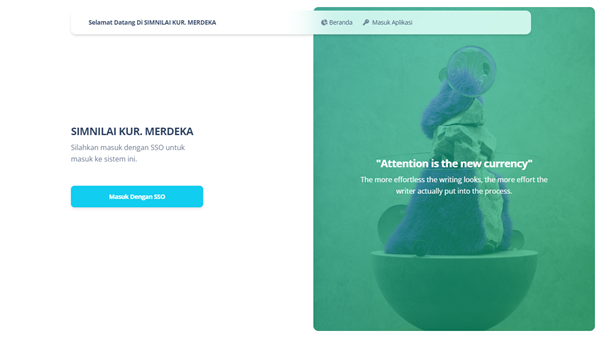 Selamat Datang Di SIMNILAI KUR. MERDEKA
Beranda
Masuk Aplikasi
SIMNILAI KUR. MERDEKA
Silahkan masuk dengan SSO untuk
masuk ke sistem ini.
Masuk Dengan SSO
"Attention is the new currency"
The more effortless the writing looks, the more effort the
writer actually put into the process.